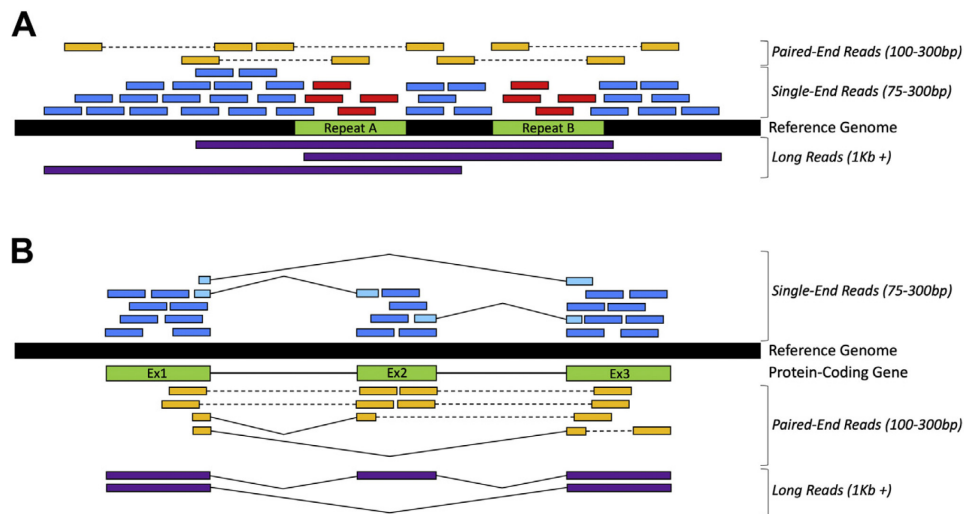 A
Paired-End Reads (100-300bp)
Single-End Reads (75-300bp)
Repeat A
Repeat B
Reference Genome
Long Reads (1Kb +)
B
Single-End Reads (75-300bp)
Reference Genome
Ex1
Ex2
Ex3
Protein-Coding Gene
Paired-End Reads (100-300bp)
Long Reads (1Kb +)